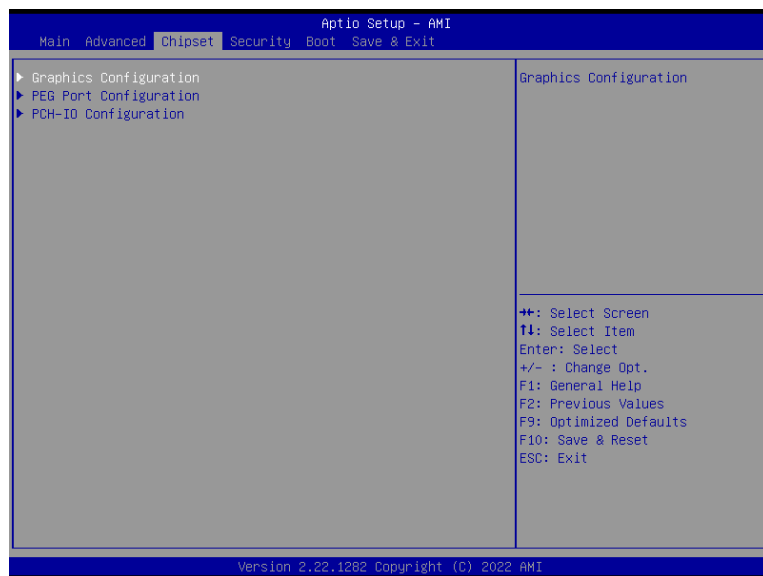 Aptio Setup – AMI
Main Advanced Chipset Security Boot Save & Exit
Graphics Configuration
PEG Port Configuration
PCH-IO Configuration
Graphics Configuration
→←: Select Screen
↑↓: Select Item
Enter: Select
+/- : Change Opt.
F1: General Help
F2: Previous Values
F9: Optimized Defaults
F10: Save & Reset
ESC: Exit
Version 2.22.1282 Copyright (C) 2022 AMI